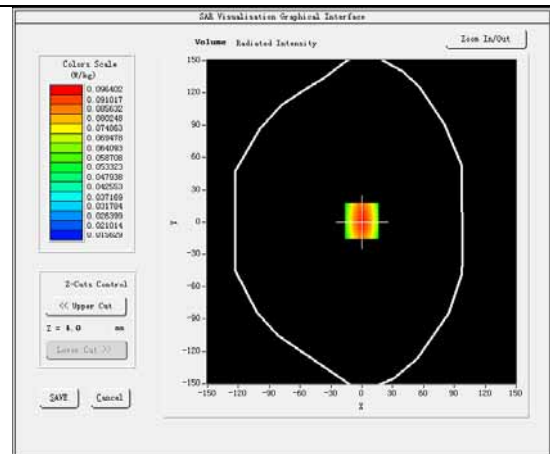 SAR Visualisation Graphical Interface
Volume Radiated Intensity
Zoom In/Out
Colors Scale
(W/kg)
0.096402
0.091017
0.085632
0.080248
0.074863
0.069478
0.064093
0.058708
0.053323
0.047938
0.042553
0.037169
0.031784
0.026399
0.021014
0.015629
150
120
90
60
30
0
-30
-60
-90
-120
-150
Y
-150 -120 -90 -60 -30 0 30 60 90 120 150
X
Z-Cuts Control
<< Upper Cut
Z = 4.0 mm
Lower Cut >>
SAVE Cancel